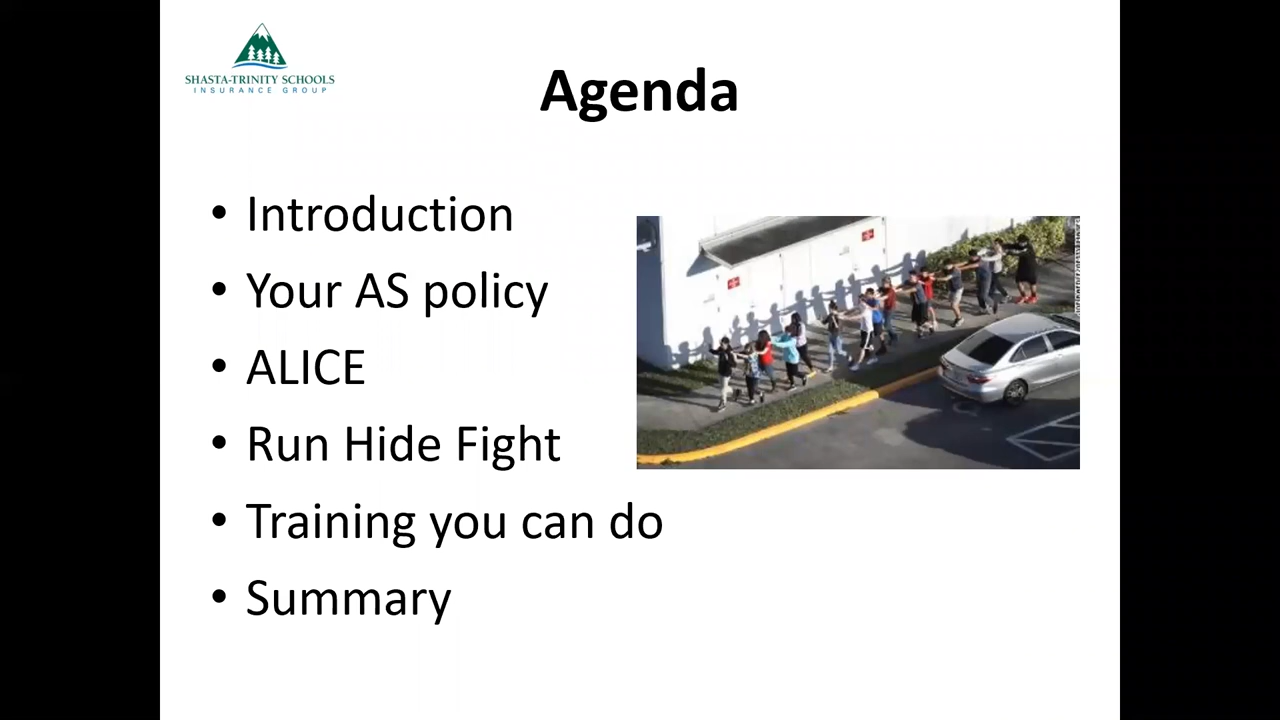 SHASTA-TRINITY SCHOOLS
INSURANCE GROUP
Agenda
• Introduction
• Your AS policy
• ALICE
• Run Hide Fight
• Training you can do
• Summary